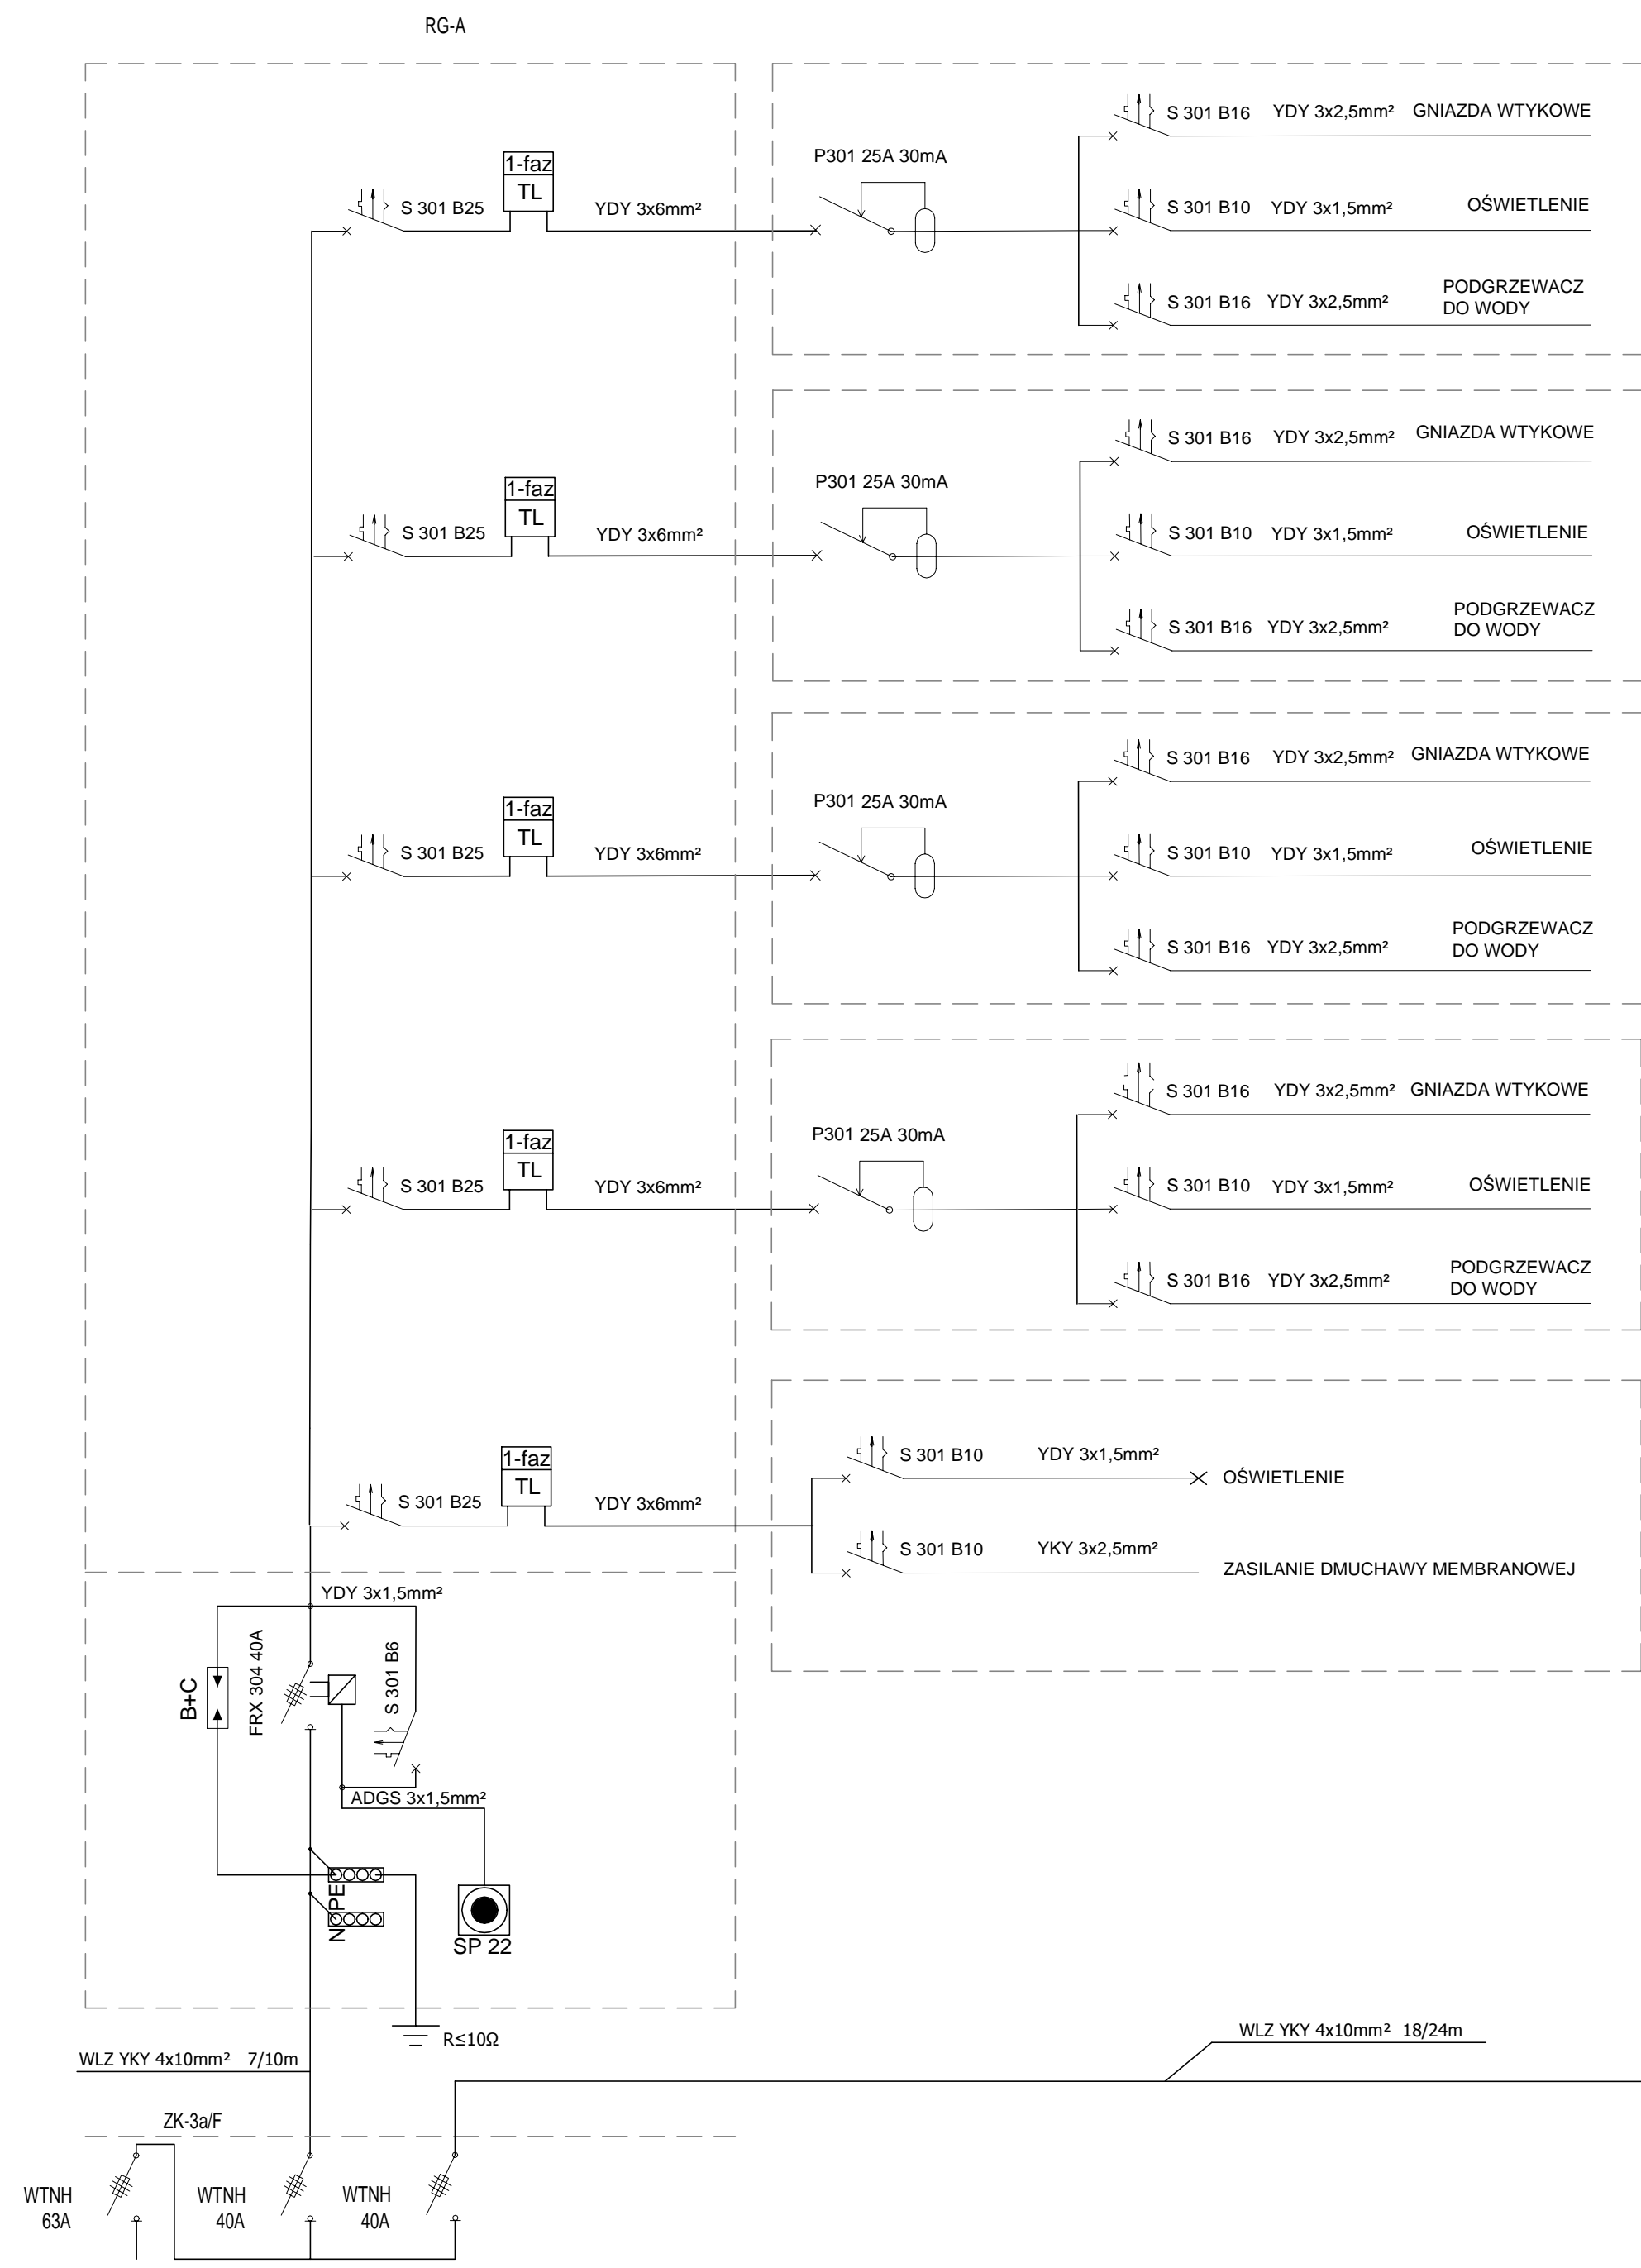 RG-A
S 301 B16 YDY 3x2,5mm² GNIAZDA WTYKOWE
P301 25A 30mA
1-faz
TL
S 301 B25 YDY 3x6mm²
S 301 B10 YDY 3x1,5mm² OŚWIETLENIE
S 301 B16 YDY 3x2,5mm² PODGRZEWACZ
DO WODY
S 301 B16 YDY 3x2,5mm² GNIAZDA WTYKOWE
P301 25A 30mA
1-faz
TL
S 301 B25 YDY 3x6mm²
S 301 B10 YDY 3x1,5mm² OŚWIETLENIE
S 301 B16 YDY 3x2,5mm² PODGRZEWACZ
DO WODY
S 301 B16 YDY 3x2,5mm² GNIAZDA WTYKOWE
P301 25A 30mA
1-faz
TL
S 301 B25 YDY 3x6mm²
S 301 B10 YDY 3x1,5mm² OŚWIETLENIE
S 301 B16 YDY 3x2,5mm² PODGRZEWACZ
DO WODY
S 301 B16 YDY 3x2,5mm² GNIAZDA WTYKOWE
P301 25A 30mA
1-faz
TL
S 301 B25 YDY 3x6mm²
S 301 B10 YDY 3x1,5mm² OŚWIETLENIE
S 301 B16 YDY 3x2,5mm² PODGRZEWACZ
DO WODY
1-faz
TL
S 301 B25 YDY 3x6mm²
S 301 B10 YDY 3x1,5mm² OŚWIETLENIE
S 301 B10 YKY 3x2,5mm² ZASILANIE DMUCHAWY MEMBRANOWEJ
YDY 3x1,5mm²
B+C
FRX 304 40A
S 301 B6
ADGS 3x1,5mm²
PE
N
SP 22
R≤10Ω
WLZ YKY 4x10mm² 7/10m
WLZ YKY 4x10mm² 18/24m
ZK-3a/F
WTNH
63A
WTNH
40A
WTNH
40A